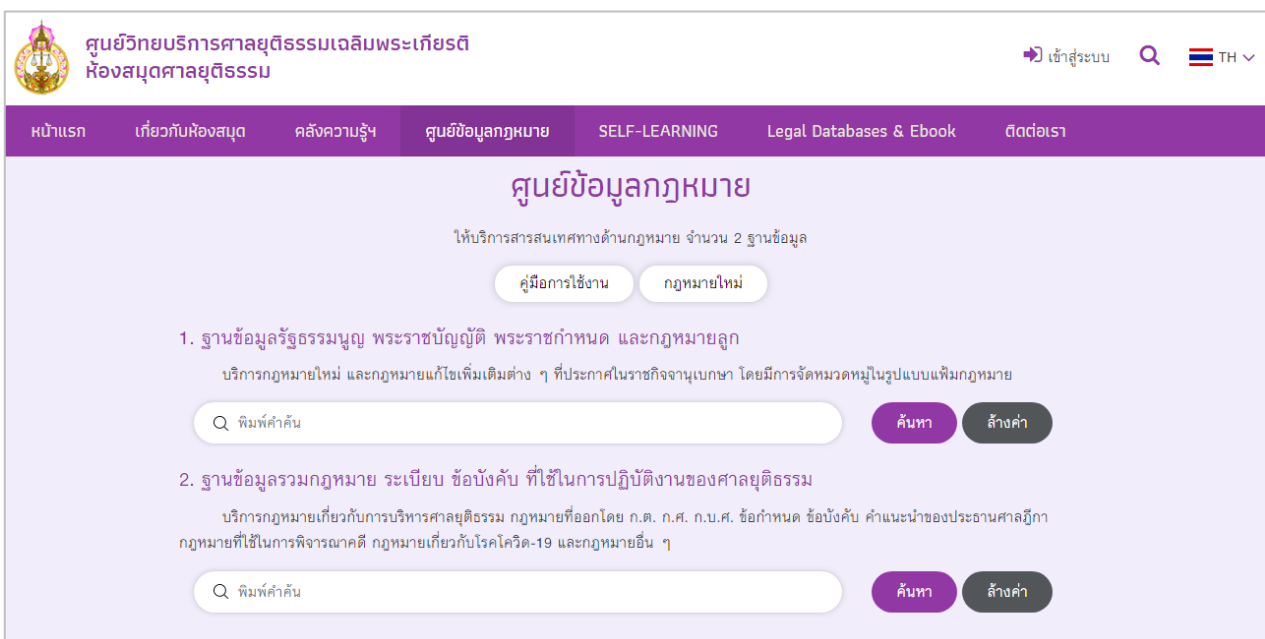 ศูนย์วิทยบริการศาลยุติธรรมเฉลิมพระเกียรติ
ห้องสมุดศาลยุติธรรม
เข้าสู่ระบบ
TH
หน้าแรก เกี่ยวกับห้องสมุด คลังความรู้ฯ ศูนย์ข้อมูลกฎหมาย SELF-LEARNING Legal Databases & Ebook ติดต่อเรา
ศูนย์ข้อมูลกฎหมาย
ให้บริการสารสนเทศทางด้านกฎหมาย จำนวน 2 ฐานข้อมูล
คู่มือการใช้งาน กฎหมายใหม่
1. ฐานข้อมูลรัฐธรรมนูญ พระราชบัญญัติ พระราชกำหนด และกฎหมายลูก
บริการกฎหมายใหม่ และกฎหมายแก้ไขเพิ่มเติมต่าง ๆ ที่ประกาศในราชกิจจานุเบกษา โดยมีการจัดหมวดหมู่ในรูปแบบแฟ้มกฎหมาย
พิมพ์คำค้น ค้นหา ล้างค่า
2. ฐานข้อมูลรวมกฎหมาย ระเบียบ ข้อบังคับ ที่ใช้ในการปฏิบัติงานของศาลยุติธรรม
บริการกฎหมายเกี่ยวกับการบริหารศาลยุติธรรม กฎหมายที่ออกโดย ก.ต. ก.ศ. ก.บ.ศ. ข้อกำหนด ข้อบังคับ คำแนะนำของประธานศาลฎีกา
กฎหมายที่ใช้ในการพิจารณาคดี กฎหมายเกี่ยวกับโรคโควิด-19 และกฎหมายอื่น ๆ
พิมพ์คำค้น ค้นหา ล้างค่า